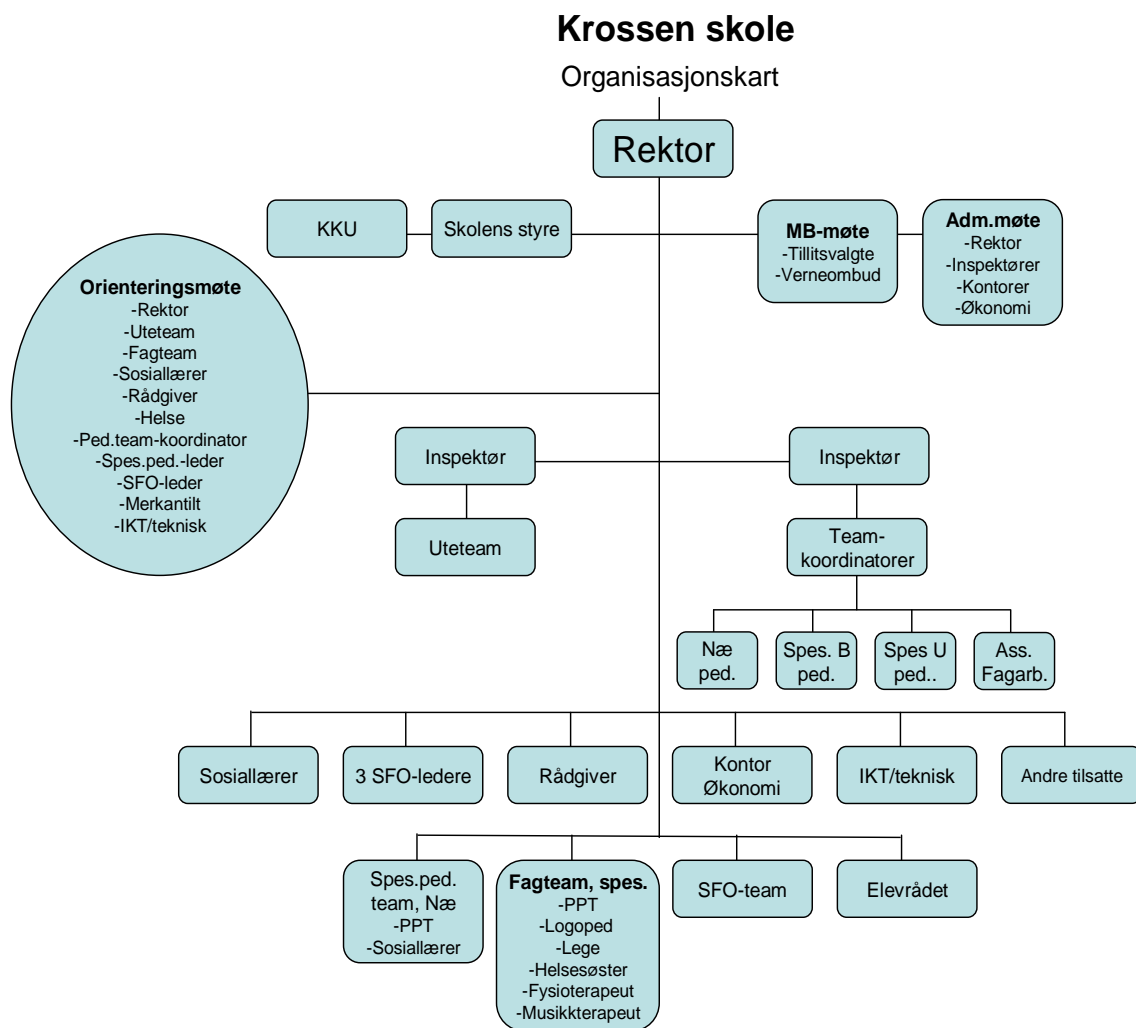 Krossen skole
Organisasjonskart
Rektor
KKU
Skolens styre
MB-møte
-Tillitsvalgte
-Verneombud
Adm.møte
-Rektor
-Inspektører
-Kontorer
-Økonomi
Orienteringsmøte
-Rektor
-Uteteam
-Fagteam
-Sosiallærer
-Rådgiver
-Helse
-Ped.team-koordinator
-Spes.ped.-leder
-SFO-leder
-Merkantilt
-IKT/teknisk
Inspektør
Inspektør
Uteteam
Team-
koordinatorer
Næ
ped.
Spes. B
ped.
Spes U
ped..
Ass.
Fagarb.
Sosiallærer
3 SFO-ledere
Rådgiver
Kontor
Økonomi
IKT/teknisk
Andre tilsatte
Spes.ped.
team, Næ
-PPT
-Sosiallærer
Fagteam, spes.
-PPT
-Logoped
-Lege
-Helsesøster
-Fysioterapeut
-Musikkterapeut
SFO-team
Elevrådet